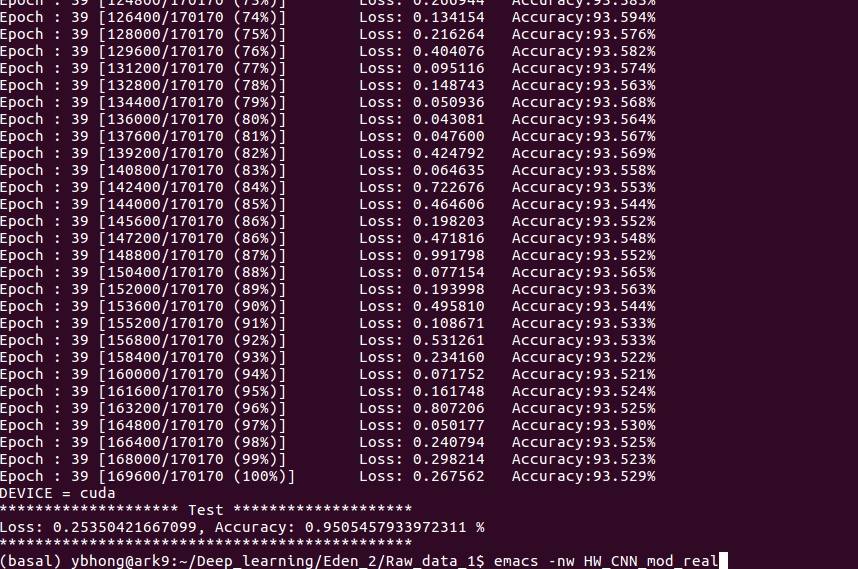 Epoch : 39 [124800/170170 (73%)] Loss: 0.200944 Accuracy:93.583%
Epoch : 39 [126400/170170 (74%)] Loss: 0.134154 Accuracy:93.594%
Epoch : 39 [128000/170170 (75%)] Loss: 0.216264 Accuracy:93.576%
Epoch : 39 [129600/170170 (76%)] Loss: 0.404076 Accuracy:93.582%
Epoch : 39 [131200/170170 (77%)] Loss: 0.095116 Accuracy:93.574%
Epoch : 39 [132800/170170 (78%)] Loss: 0.148743 Accuracy:93.563%
Epoch : 39 [134400/170170 (79%)] Loss: 0.050936 Accuracy:93.568%
Epoch : 39 [136000/170170 (80%)] Loss: 0.043081 Accuracy:93.564%
Epoch : 39 [137600/170170 (81%)] Loss: 0.047600 Accuracy:93.567%
Epoch : 39 [139200/170170 (82%)] Loss: 0.424792 Accuracy:93.569%
Epoch : 39 [140800/170170 (83%)] Loss: 0.064635 Accuracy:93.558%
Epoch : 39 [142400/170170 (84%)] Loss: 0.722676 Accuracy:93.553%
Epoch : 39 [144000/170170 (85%)] Loss: 0.464606 Accuracy:93.544%
Epoch : 39 [145600/170170 (86%)] Loss: 0.198203 Accuracy:93.552%
Epoch : 39 [147200/170170 (86%)] Loss: 0.471816 Accuracy:93.548%
Epoch : 39 [148800/170170 (87%)] Loss: 0.991798 Accuracy:93.552%
Epoch : 39 [150400/170170 (88%)] Loss: 0.077154 Accuracy:93.565%
Epoch : 39 [152000/170170 (89%)] Loss: 0.193998 Accuracy:93.563%
Epoch : 39 [153600/170170 (90%)] Loss: 0.495810 Accuracy:93.544%
Epoch : 39 [155200/170170 (91%)] Loss: 0.108671 Accuracy:93.533%
Epoch : 39 [156800/170170 (92%)] Loss: 0.531261 Accuracy:93.533%
Epoch : 39 [158400/170170 (93%)] Loss: 0.234160 Accuracy:93.522%
Epoch : 39 [160000/170170 (94%)] Loss: 0.071752 Accuracy:93.521%
Epoch : 39 [161600/170170 (95%)] Loss: 0.161748 Accuracy:93.524%
Epoch : 39 [163200/170170 (96%)] Loss: 0.807206 Accuracy:93.525%
Epoch : 39 [164800/170170 (97%)] Loss: 0.050177 Accuracy:93.530%
Epoch : 39 [166400/170170 (98%)] Loss: 0.240794 Accuracy:93.525%
Epoch : 39 [168000/170170 (99%)] Loss: 0.298214 Accuracy:93.523%
Epoch : 39 [169600/170170 (100%)] Loss: 0.267562 Accuracy:93.529%
DEVICE = cuda
******************** Test ********************
Loss: 0.25350421667099, Accuracy: 0.9505457933972311 %
**********************************************
(basal) ybhong@ark9:~/Deep_learning/Eden_2/Raw_data_1$ emacs -nw HW_CNN_mod_real